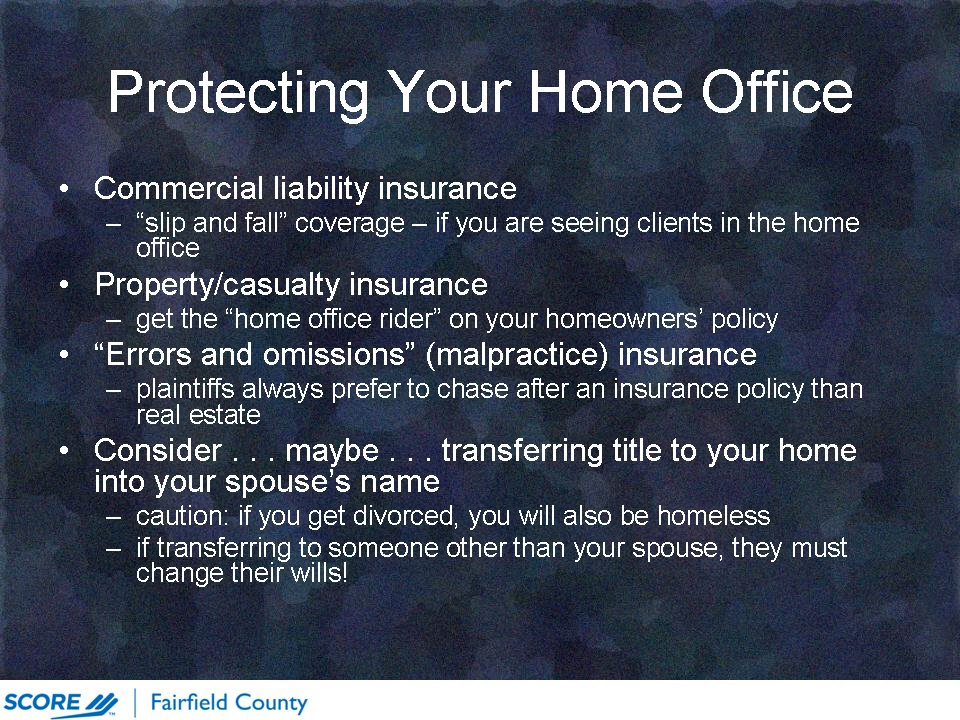 Protecting Your Home Office
• Commercial liability insurance
– “slip and fall” coverage – if you are seeing clients in the home
office
• Property/casualty insurance
– get the “home office rider” on your homeowners’ policy
• “Errors and omissions” (malpractice) insurance
– plaintiffs always prefer to chase after an insurance policy than
real estate
• Consider . . . maybe . . . transferring title to your home
into your spouse’s name
– caution: if you get divorced, you will also be homeless
– if transferring to someone other than your spouse, they must
change their wills!
SCORE | Fairfield County